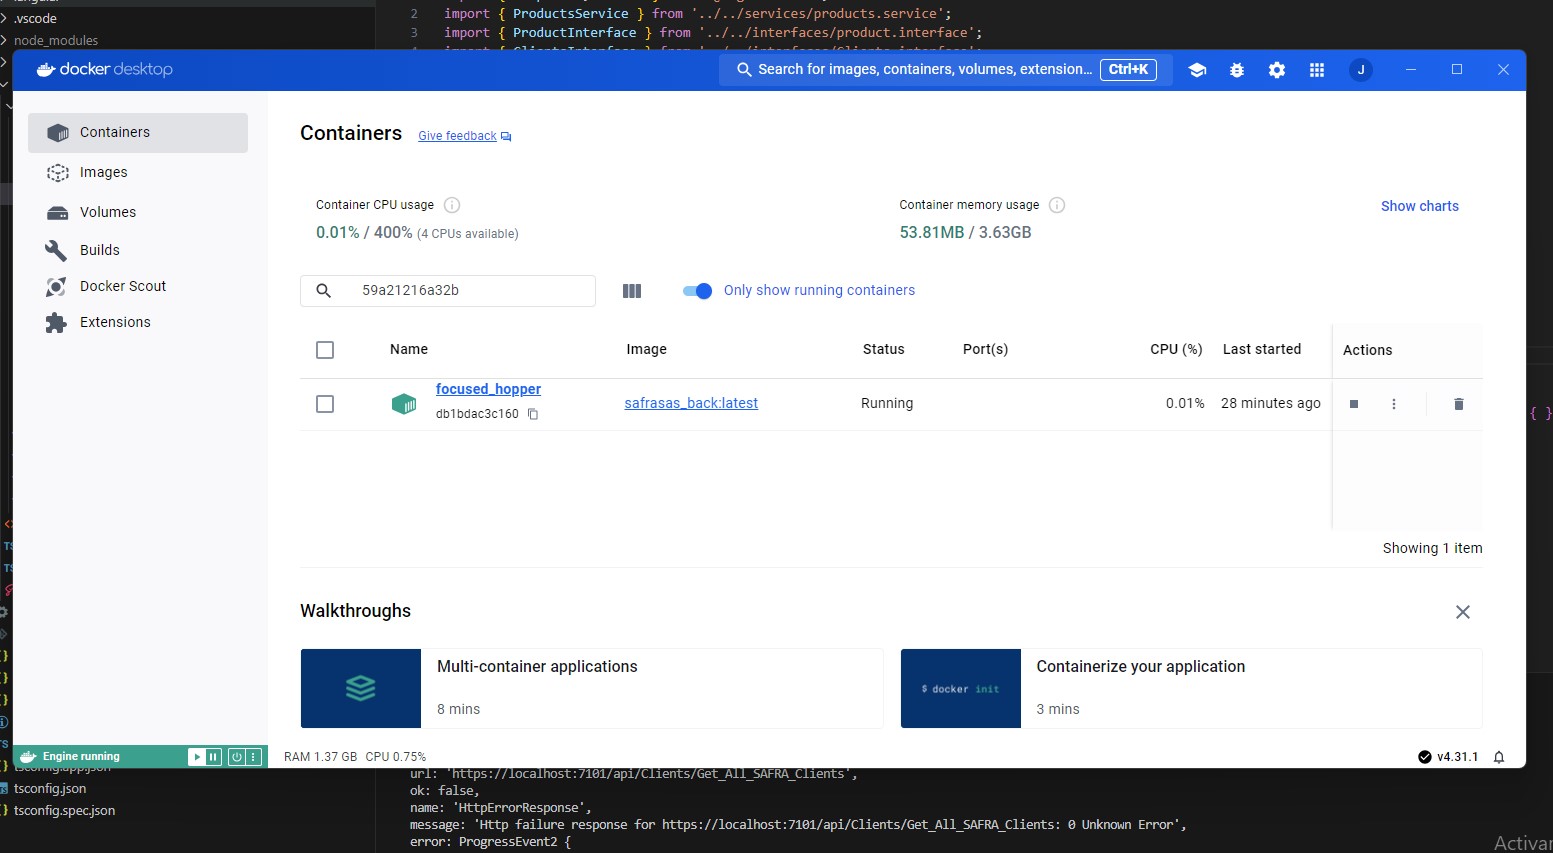 .vscode
node_modules
2 import { ProductsService } from '../../services/products.service';
3 import { ProductInterface } from '../../interfaces/product.interface';
docker desktop
Search for images, containers, volumes, extension... Ctrl+K
J
Containers
Images
Volumes
Builds
Docker Scout
Extensions
Containers Give feedback
Container CPU usage
0.01% / 400% (4 CPUs available)
Container memory usage
53.81MB / 3.63GB
Show charts
59a21216a32b
Only show running containers
Name Image Status Port(s) CPU (%) Last started Actions
focused_hopper
db1bdac3c160
safrasas_back:latest Running 0.01% 28 minutes ago
{ }
Showing 1 item
Walkthroughs
Multi-container applications
8 mins
$ docker init
Containerize your application
3 mins
Engine running
RAM 1.37 GB CPU 0.75%
v4.31.1
tsconfig.app.json
tsconfig.json
tsconfig.spec.json
url: 'https://localhost:7101/api/Clients/Get_All_SAFRA_Clients',
ok: false,
name: 'HttpErrorResponse',
message: 'Http failure response for https://localhost:7101/api/Clients/Get_All_SAFRA_Clients: 0 Unknown Error',
error: ProgressEvent2 {
Activar